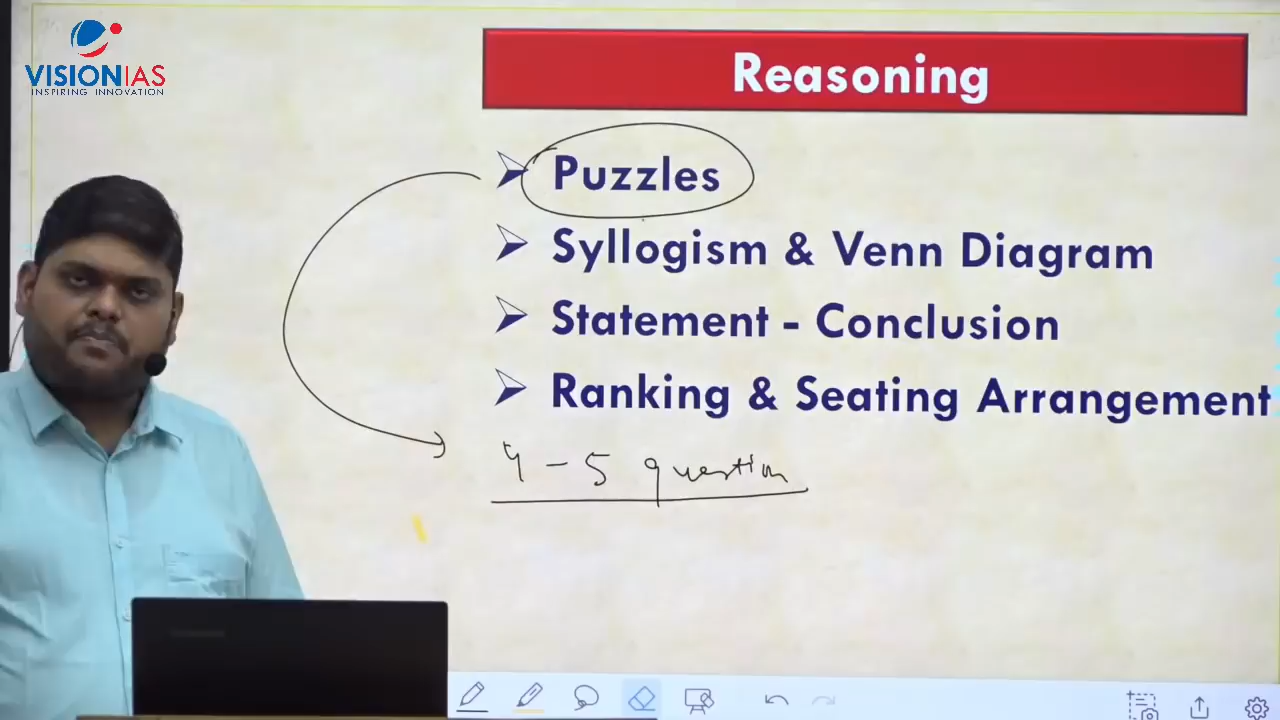 VISIONIAS
INSPIRING INNOVATION
Reasoning
Puzzles
Syllogism & Venn Diagram
Statement - Conclusion
Ranking & Seating Arrangement
4 - 5 question